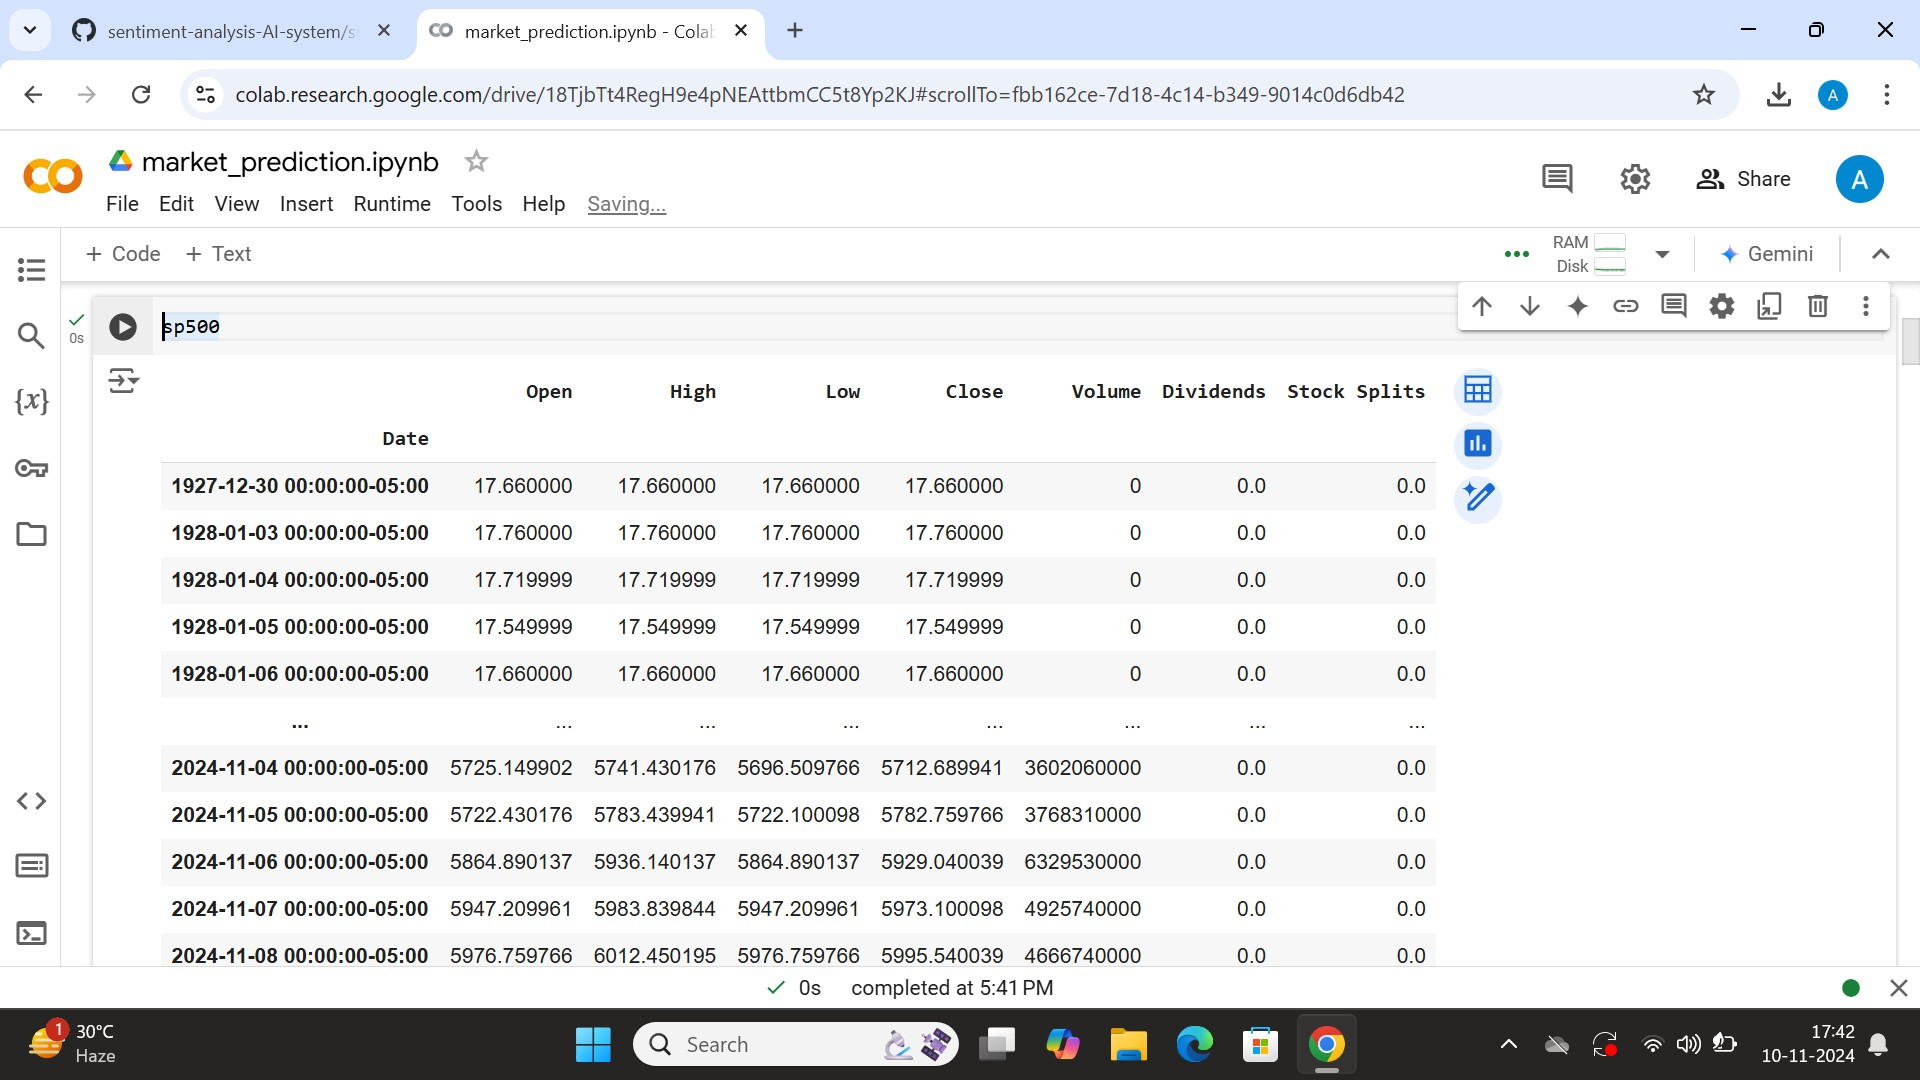 sentiment-analysis-AI-system/s
market_prediction.ipynb - Cola
colab.research.google.com/drive/18TjbTt4RegH9e4pNEAttbmCC5t8Yp2KJ#scrollTo=fbb162ce-7d18-4c14-b349-9014c0d6db42
A
CO
market_prediction.ipynb
Share
A
File Edit View Insert Runtime Tools Help Saving...
+ Code + Text
RAM
Disk
Gemini
0s
sp500
Open High Low Close Volume Dividends Stock Splits
Date
1927-12-30 00:00:00-05:00 17.660000 17.660000 17.660000 17.660000 0 0.0 0.0
1928-01-03 00:00:00-05:00 17.760000 17.760000 17.760000 17.760000 0 0.0 0.0
1928-01-04 00:00:00-05:00 17.719999 17.719999 17.719999 17.719999 0 0.0 0.0
1928-01-05 00:00:00-05:00 17.549999 17.549999 17.549999 17.549999 0 0.0 0.0
1928-01-06 00:00:00-05:00 17.660000 17.660000 17.660000 17.660000 0 0.0 0.0
... ... ... ... ... ... ... ...
2024-11-04 00:00:00-05:00 5725.149902 5741.430176 5696.509766 5712.689941 3602060000 0.0 0.0
2024-11-05 00:00:00-05:00 5722.430176 5783.439941 5722.100098 5782.759766 3768310000 0.0 0.0
2024-11-06 00:00:00-05:00 5864.890137 5936.140137 5864.890137 5929.040039 6329530000 0.0 0.0
2024-11-07 00:00:00-05:00 5947.209961 5983.839844 5947.209961 5973.100098 4925740000 0.0 0.0
2024-11-08 00:00:00-05:00 5976.759766 6012.450195 5976.759766 5995.540039 4666740000 0.0 0.0
0s completed at 5:41 PM
1
30°C
Haze
Search
17:42
10-11-2024